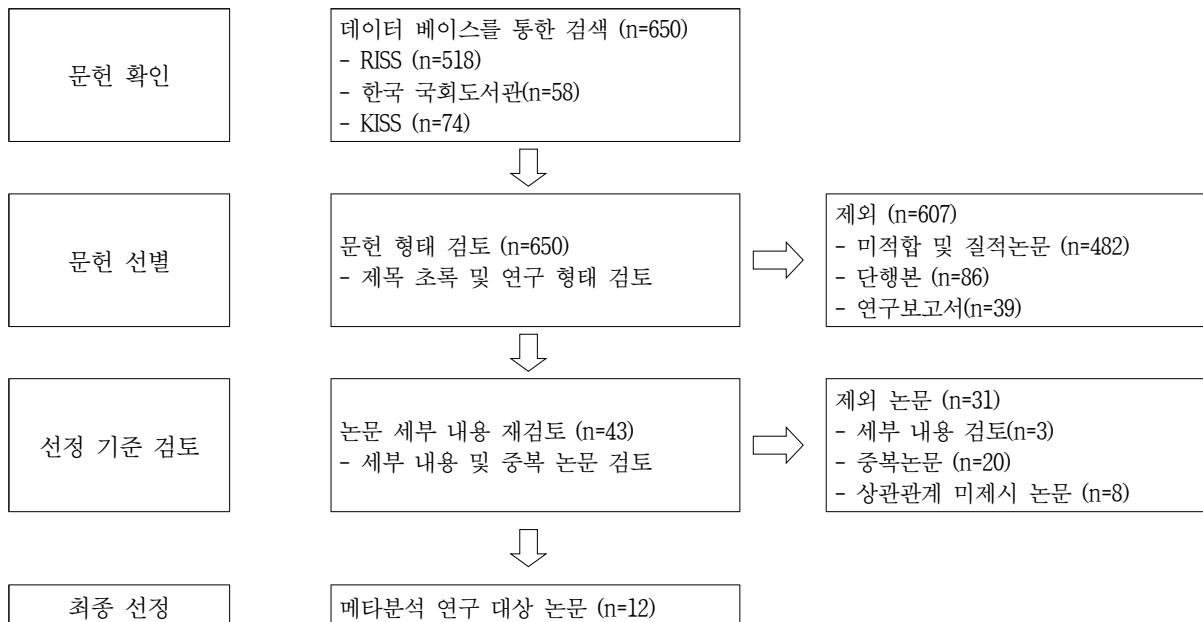 문헌 확인
데이터 베이스를 통한 검색 (n=650)
- RISS (n=518)
- 한국 국회도서관(n=58)
- KISS (n=74)
문헌 선별
문헌 형태 검토 (n=650)
- 제목 초록 및 연구 형태 검토
제외 (n=607)
- 미적합 및 질적논문 (n=482)
- 단행본 (n=86)
- 연구보고서(n=39)
선정 기준 검토
논문 세부 내용 재검토 (n=43)
- 세부 내용 및 중복 논문 검토
제외 논문 (n=31)
- 세부 내용 검토(n=3)
- 중복논문 (n=20)
- 상관관계 미제시 논문 (n=8)
최종 선정
메타분석 연구 대상 논문 (n=12)